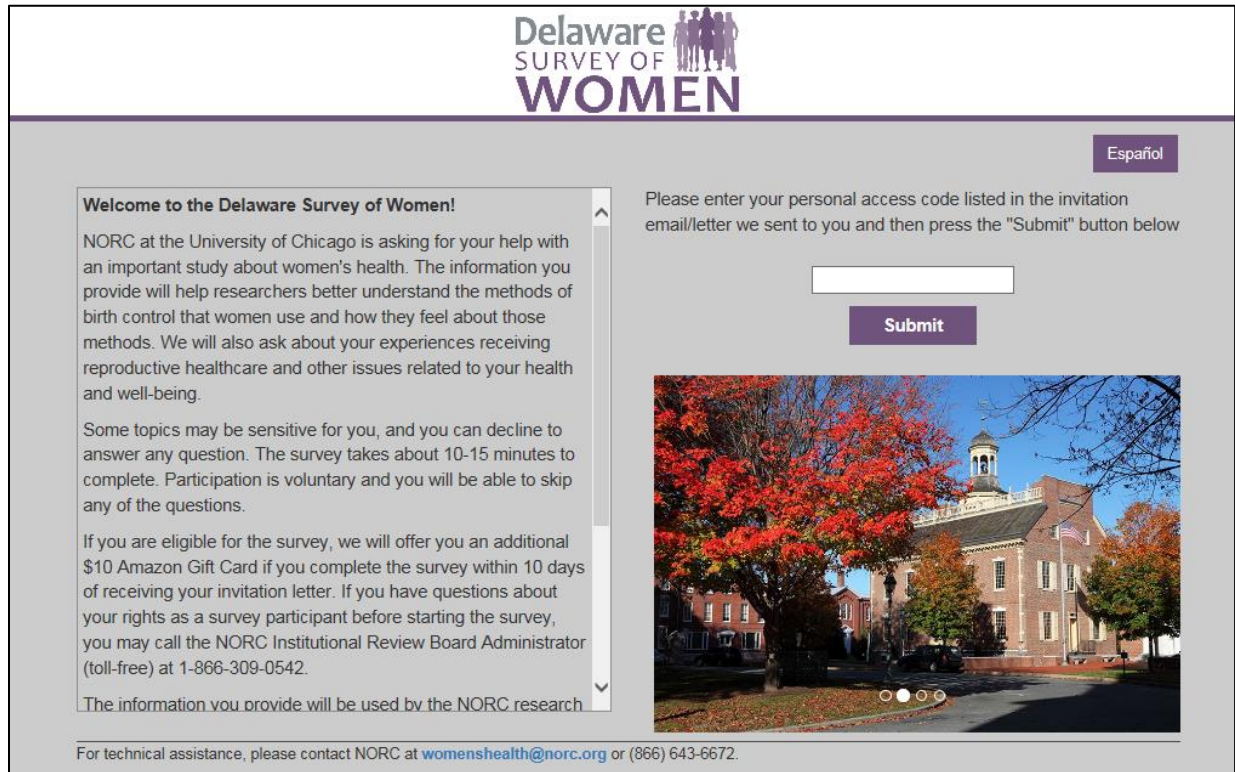 Delaware
SURVEY OF
WOMEN
Español
Welcome to the Delaware Survey of Women!
NORC at the University of Chicago is asking for your help with
an important study about women's health. The information you
provide will help researchers better understand the methods of
birth control that women use and how they feel about those
methods. We will also ask about your experiences receiving
reproductive healthcare and other issues related to your health
and well-being.
Some topics may be sensitive for you, and you can decline to
answer any question. The survey takes about 10-15 minutes to
complete. Participation is voluntary and you will be able to skip
any of the questions.
If you are eligible for the survey, we will offer you an additional
$10 Amazon Gift Card if you complete the survey within 10 days
of receiving your invitation letter. If you have questions about
your rights as a survey participant before starting the survey,
you may call the NORC Institutional Review Board Administrator
(toll-free) at 1-866-309-0542.
The information you provide will be used by the NORC research
Please enter your personal access code listed in the invitation
email/letter we sent to you and then press the "Submit" button below
Submit
For technical assistance, please contact NORC at womenshealth@norc.org or (866) 643-6672.